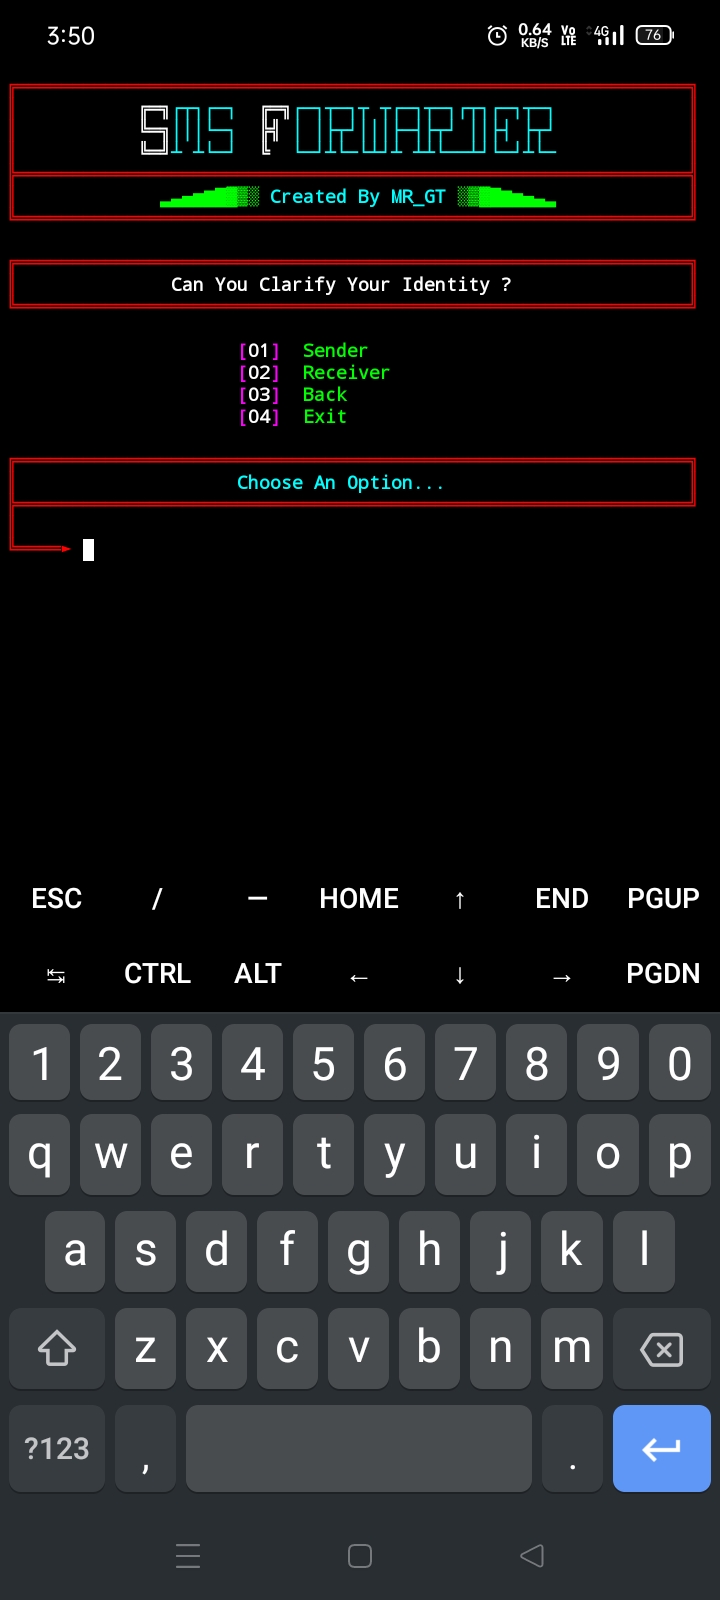 3:50 0.64 KB/S Vo LTE 4G 76
SMS FORWARTER
Created By MR_GT
Can You Clarify Your Identity ?
[01] Sender
[02] Receiver
[03] Back
[04] Exit
Choose An Option...
ESC / — HOME ↑ END PGUP
↹ CTRL ALT ← ↓ → PGDN
1 2 3 4 5 6 7 8 9 0
q w e r t y u i o p
a s d f g h j k l
z x c v b n m
?123 , .